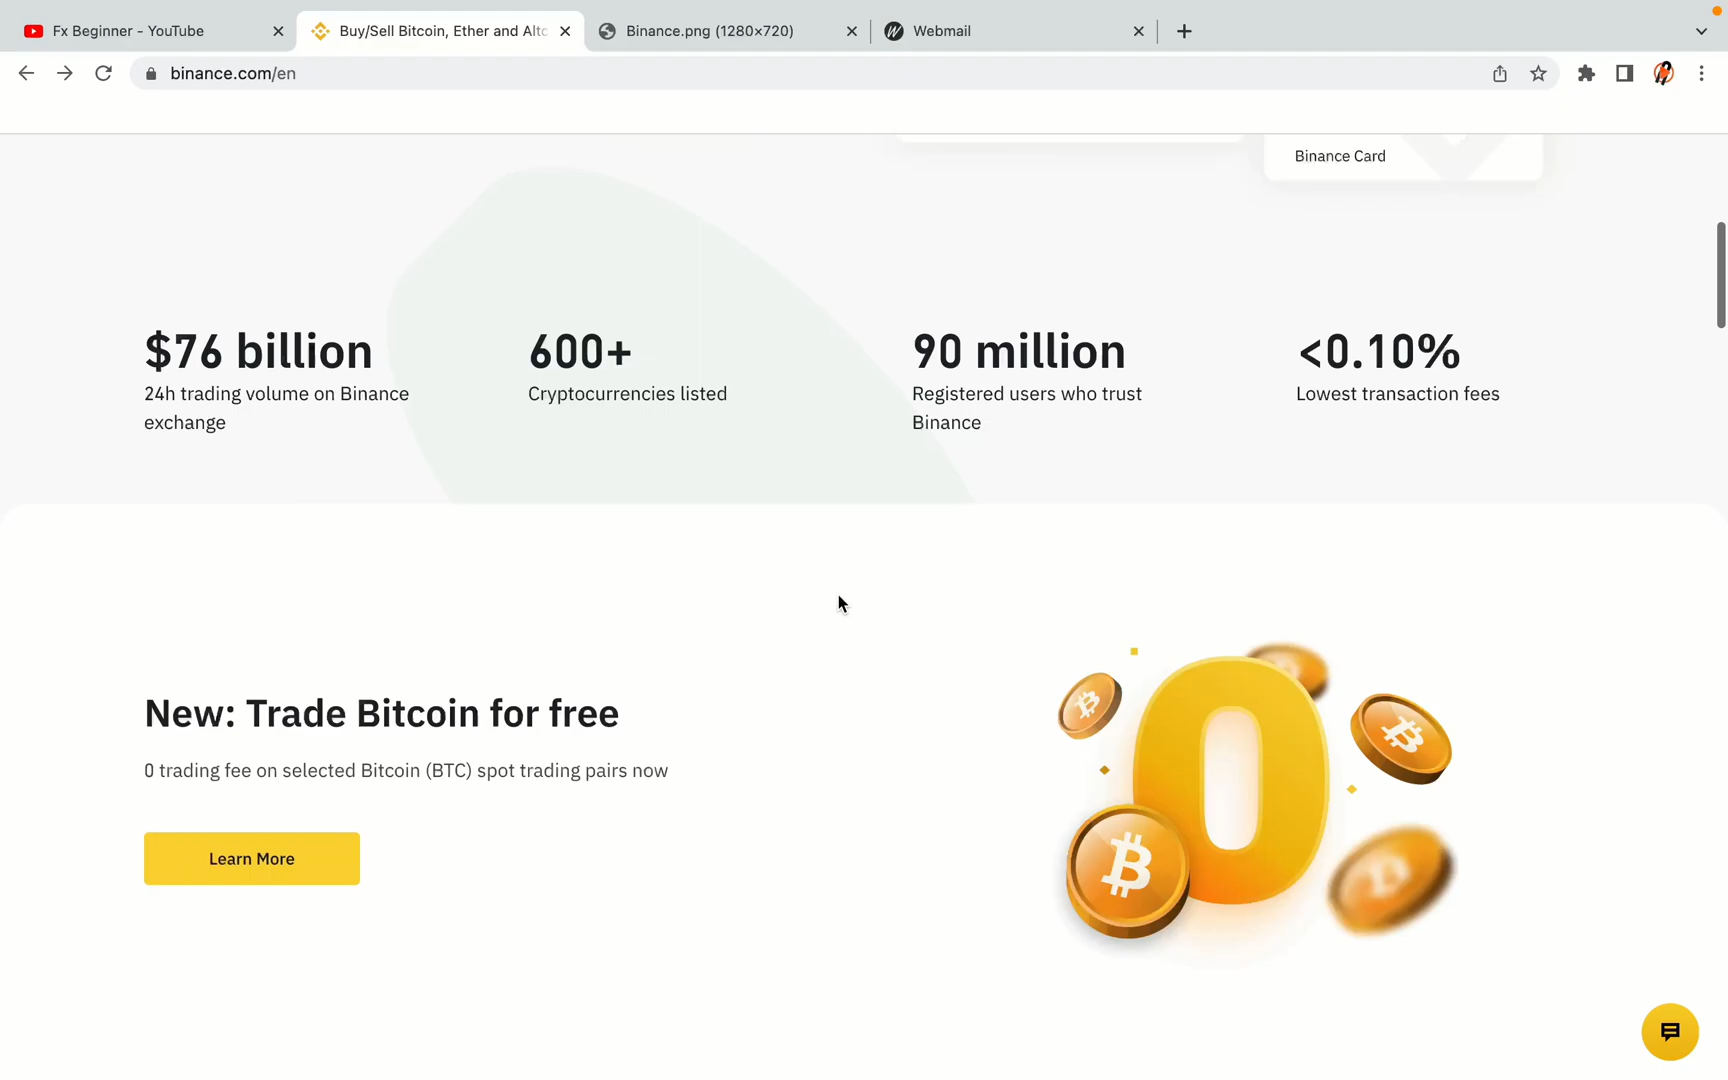 Fx Beginner - YouTube
Buy/Sell Bitcoin, Ether and Altc
Binance.png (1280×720)
Webmail
binance.com/en
Binance Card
$76 billion
24h trading volume on Binance
exchange
600+
Cryptocurrencies listed
90 million
Registered users who trust
Binance
<0.10%
Lowest transaction fees
New: Trade Bitcoin for free
0 trading fee on selected Bitcoin (BTC) spot trading pairs now
Learn More
0